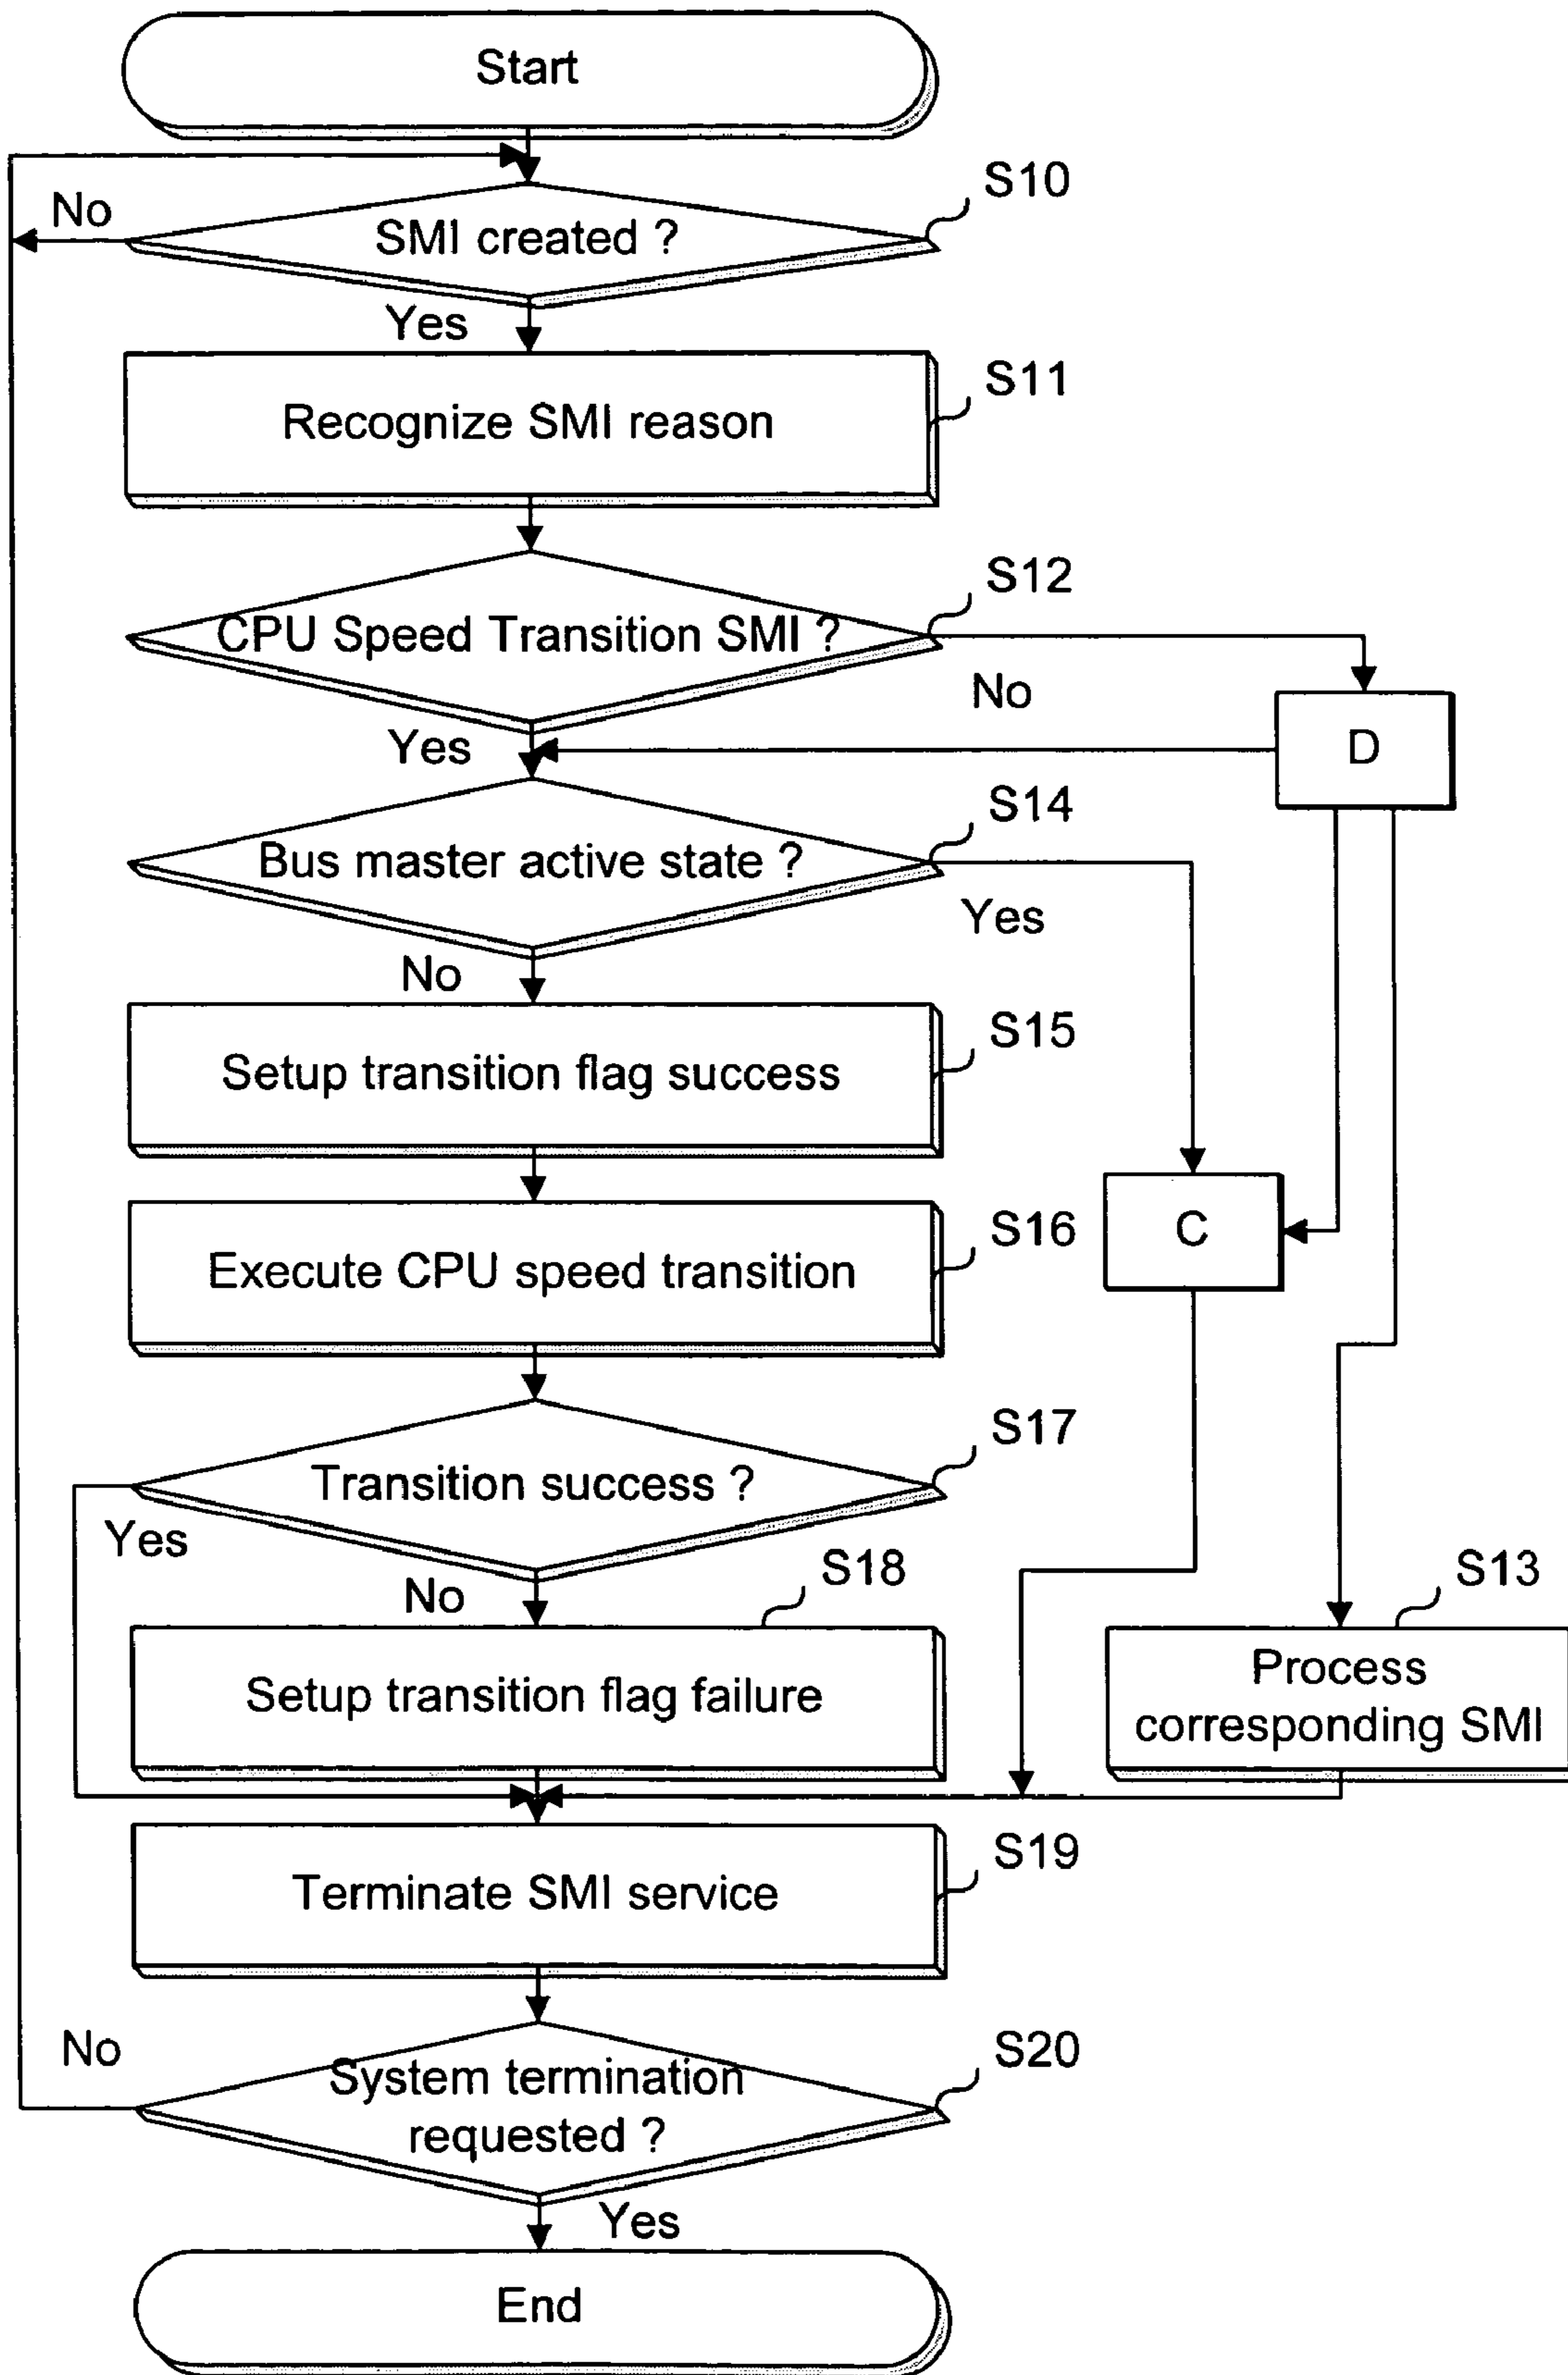 Start
S10
No
SMI created ?
Yes
S11
Recognize SMI reason
S12
CPU Speed Transition SMI ?
No
Yes
D
S14
Bus master active state ?
Yes
No
S15
Setup transition flag success
S16
C
Execute CPU speed transition
S17
Transition success ?
Yes
S18
S13
No
Process
corresponding SMI
Setup transition flag failure
S19
Terminate SMI service
No
S20
System termination
requested ?
Yes
End